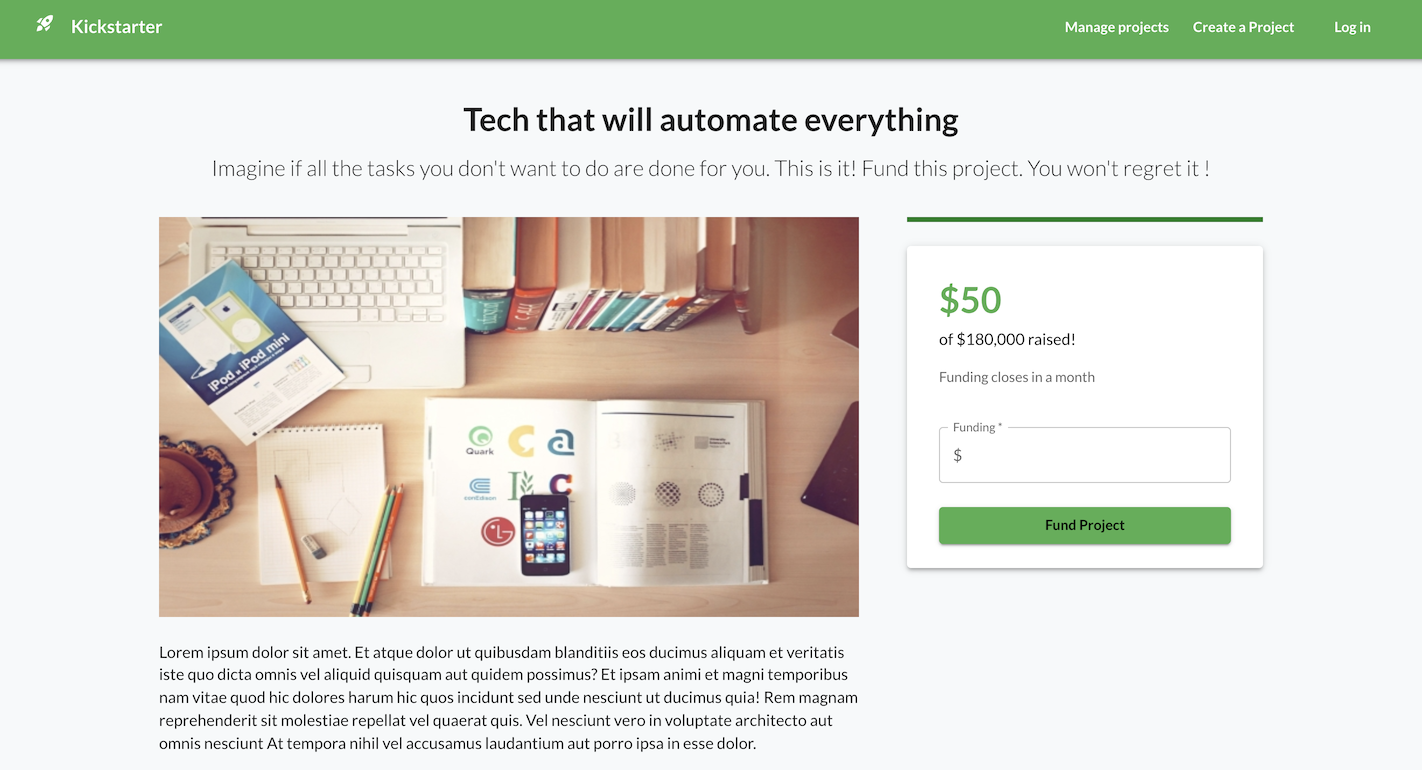 Kickstarter
Manage projects
Create a Project
Log in
Tech that will automate everything
Imagine if all the tasks you don't want to do are done for you. This is it! Fund this project. You won't regret it !
$50
of $180,000 raised!
Funding closes in a month
Funding *
$
Fund Project
iPod × iPod mini
Quark
Lorem ipsum dolor sit amet. Et atque dolor ut quibusdam blanditiis eos ducimus aliquam et veritatis
iste quo dicta omnis vel aliquid quisquam aut quidem possimus? Et ipsam animi et magni temporibus
nam vitae quod hic dolores harum hic quos incidunt sed unde nesciunt ut ducimus quia! Rem magnam
reprehenderit sit molestiae repellat vel quaerat quis. Vel nesciunt vero in voluptate architecto aut
omnis nesciunt At tempora nihil vel accusamus laudantium aut porro ipsa in esse dolor.